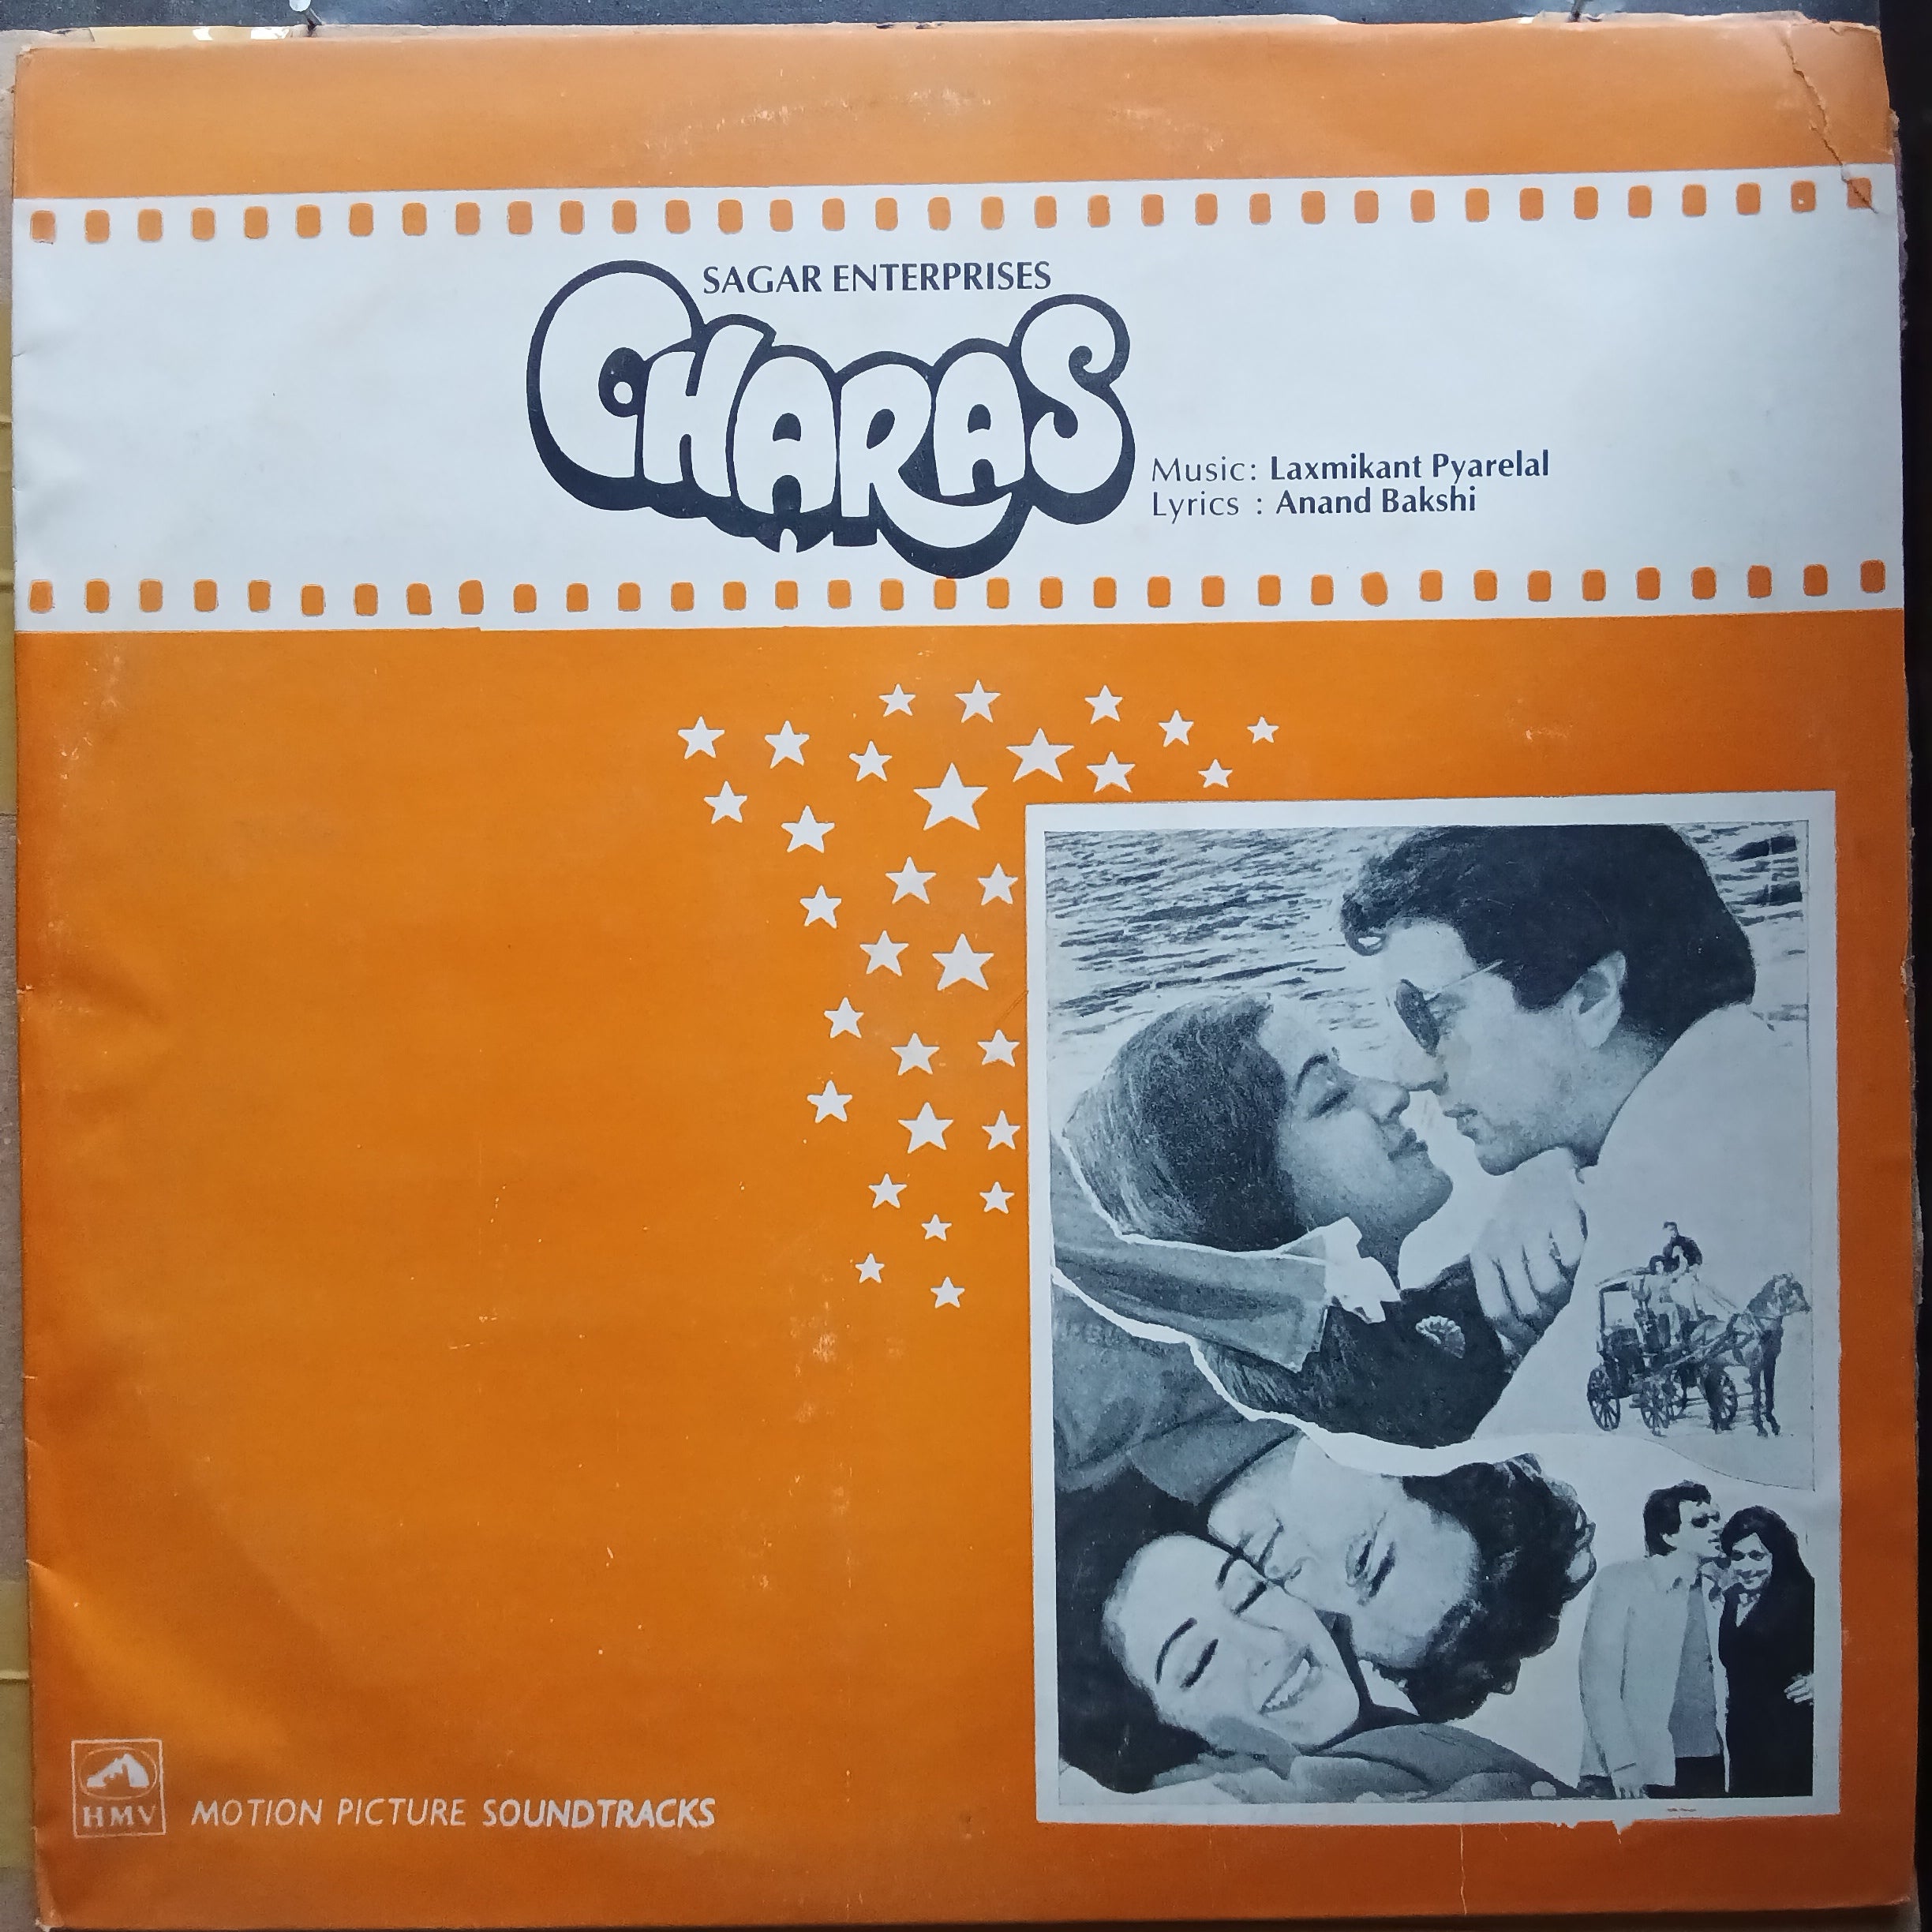 SAGAR ENTERPRISES
CHARAS
Music: Laxmikant Pyarelal
Lyrics : Anand Bakshi
HMV
MOTION PICTURE SOUNDTRACKS